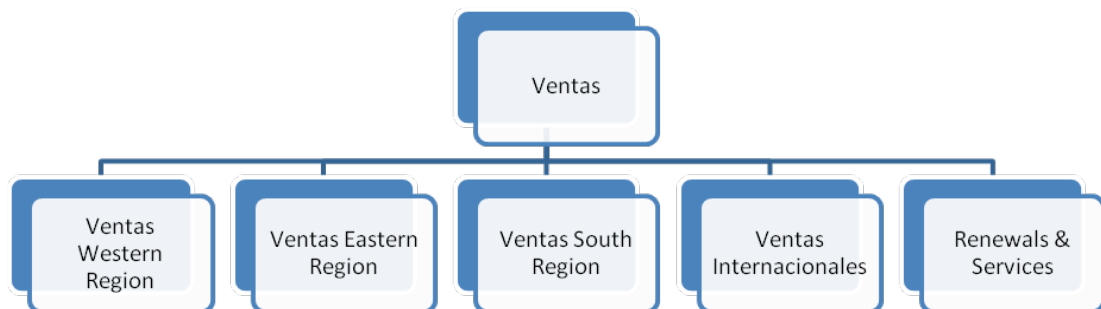 Ventas
Ventas
Western
Region
Ventas Eastern
Region
Ventas South
Region
Ventas
Internacionales
Renewals &
Services